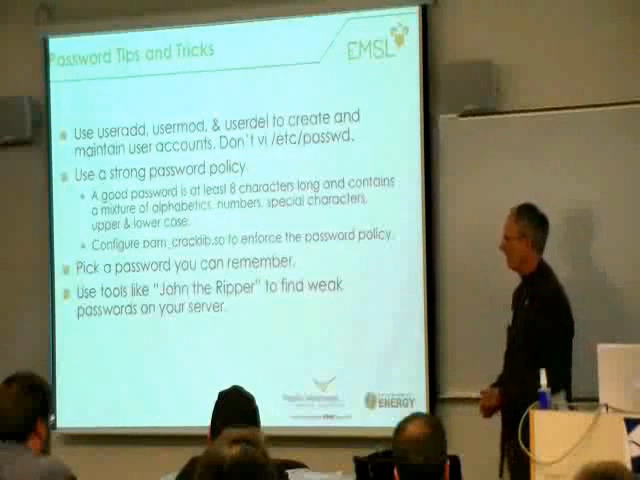 Password Tips and Tricks
EMSL
Use useradd, usermod, & userdel to create and
maintain user accounts. Don't vi /etc/passwd.
Use a strong password policy
A good password is at least 8 characters long and contains
a mixture of alphabetics, numbers, special characters,
upper & lower case.
Configure pam_cracklib.so to enforce the password policy.
Pick a password you can remember.
Use tools like "John the Ripper" to find weak
passwords on your server.
ENERGY